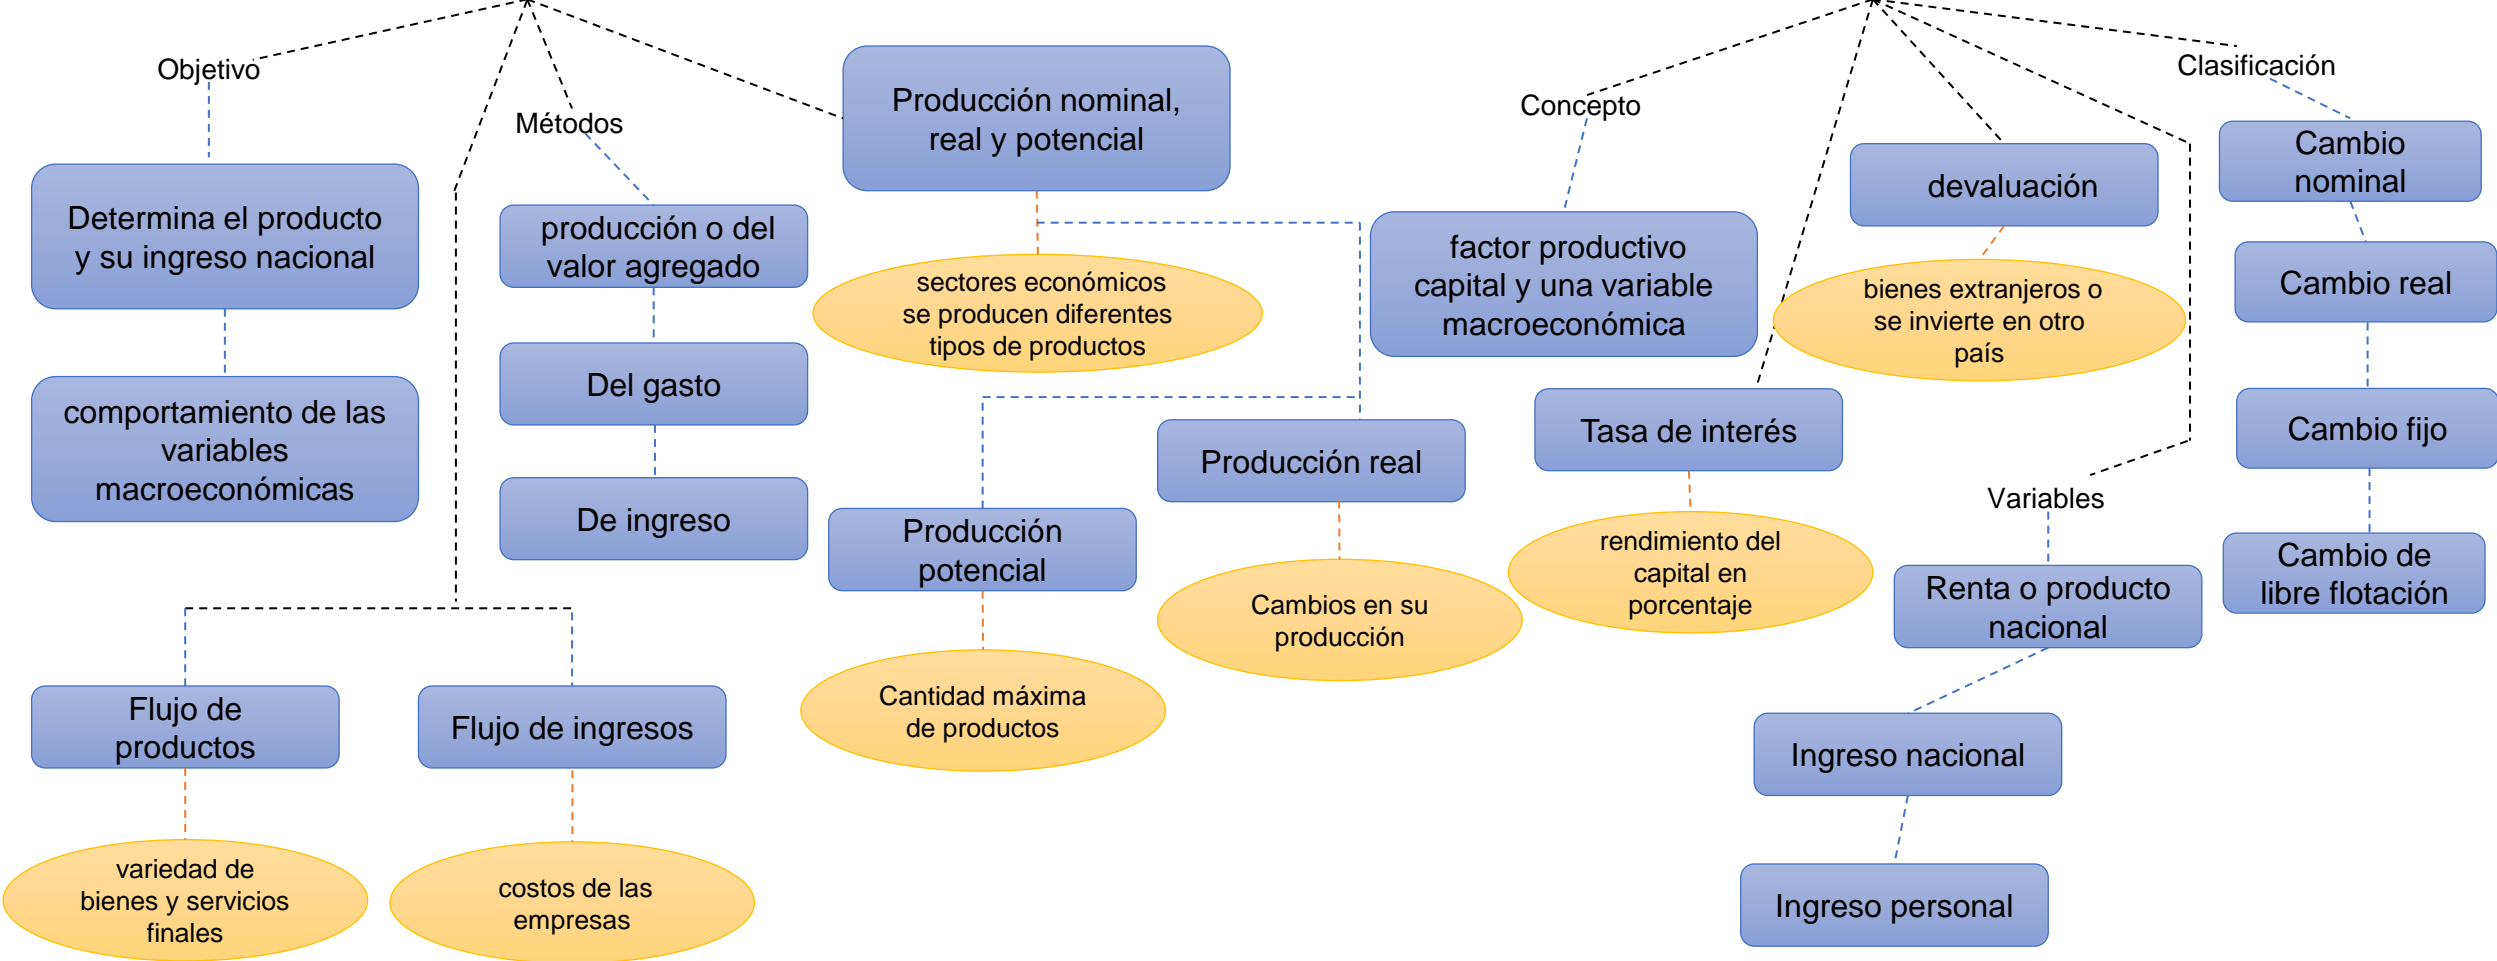 Objetivo
Determina el producto
y su ingreso nacional
comportamiento de las
variables
macroeconómicas
Métodos
producción o del
valor agregado
Del gasto
De ingreso
Flujo de
productos
variedad de
bienes y servicios
finales
Flujo de ingresos
costos de las
empresas
Producción nominal,
real y potencial
sectores económicos
se producen diferentes
tipos de productos
Producción
potencial
Cantidad máxima
de productos
Producción real
Cambios en su
producción
Concepto
factor productivo
capital y una variable
macroeconómica
Tasa de interés
rendimiento del
capital en
porcentaje
devaluación
bienes extranjeros o
se invierte en otro
país
Variables
Renta o producto
nacional
Ingreso nacional
Ingreso personal
Clasificación
Cambio
nominal
Cambio real
Cambio fijo
Cambio de
libre flotación